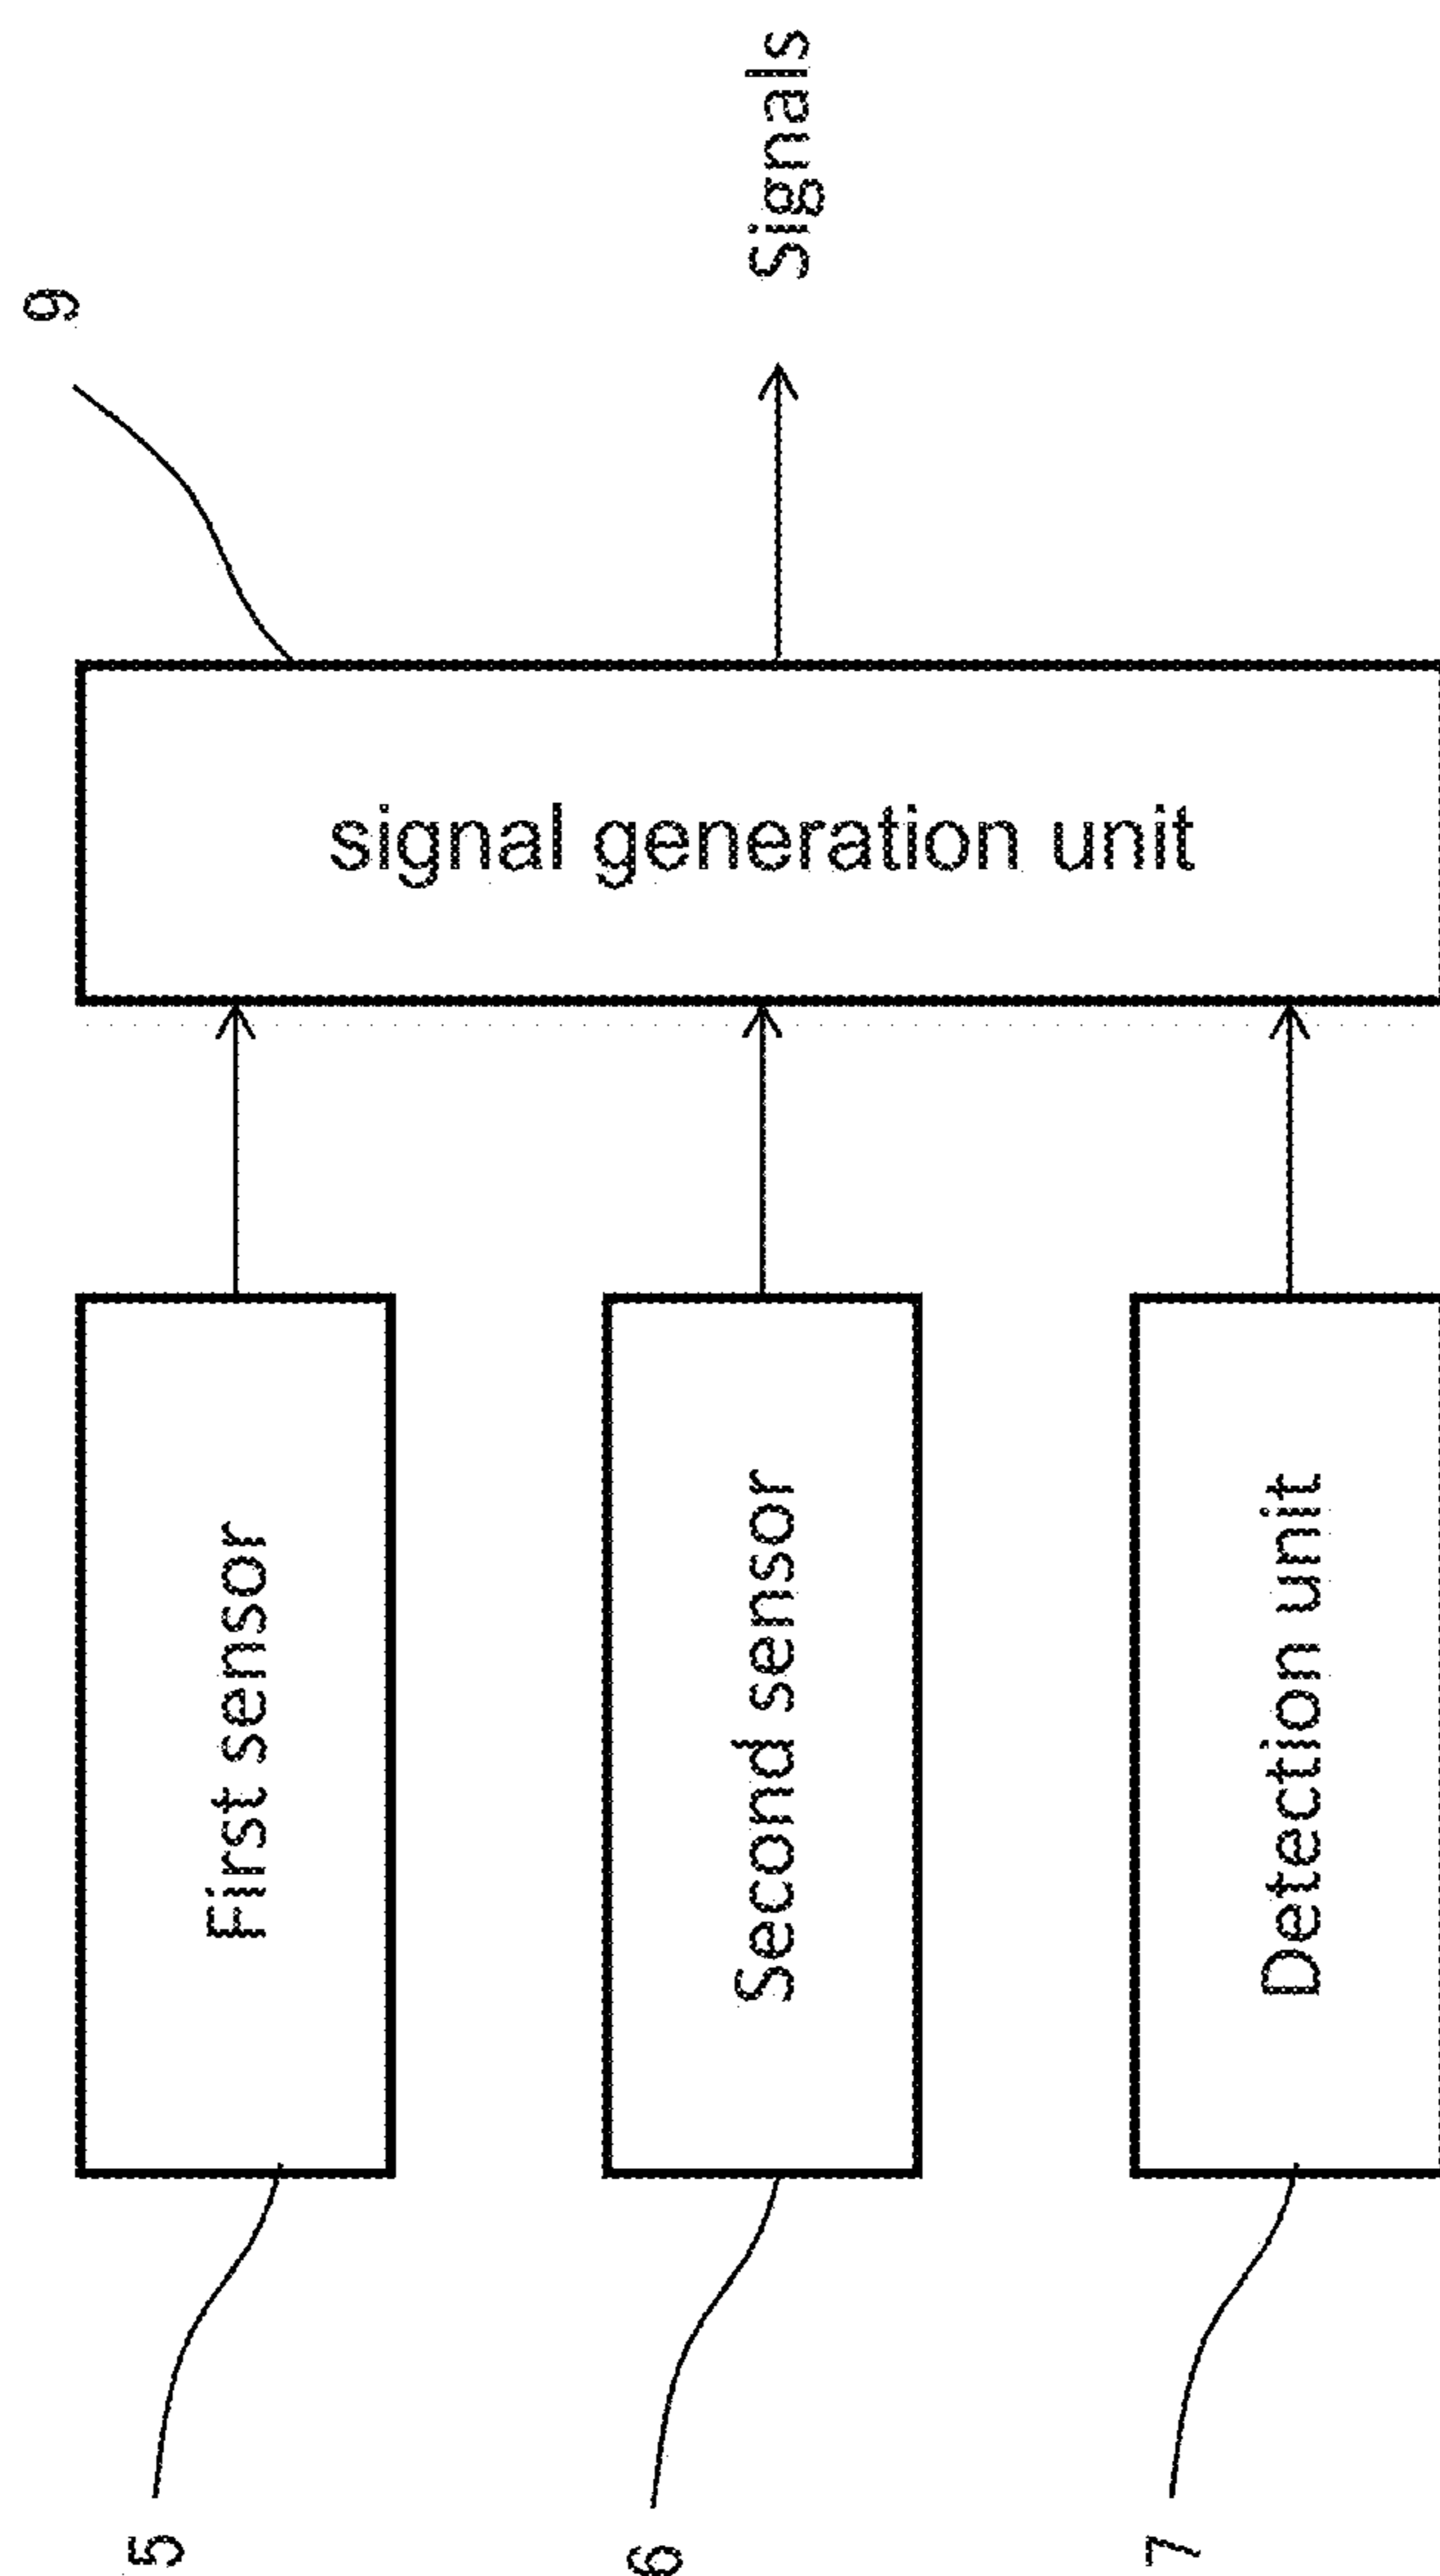 9
Signals
signal generation unit
First sensor
Second sensor
Detection unit
5
6
7